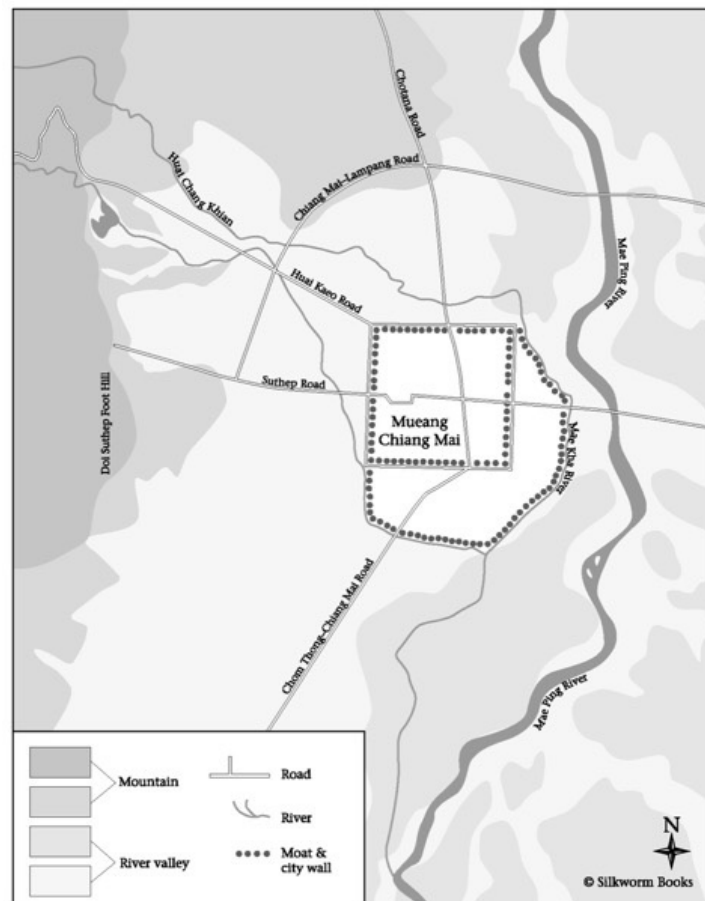 Chotana Road
Huai Chang Khian
Chiang Mai–Lampang Road
Mae Ping River
Huai Kaeo Road
Suthep Road
Mueang
Chiang Mai
Mae Kha River
Doi Suthep Foot Hill
Chom Thong–Chiang Mai Road
Mae Ping River
Mountain
River valley
Road
River
Moat &
city wall
N
© Silkworm Books